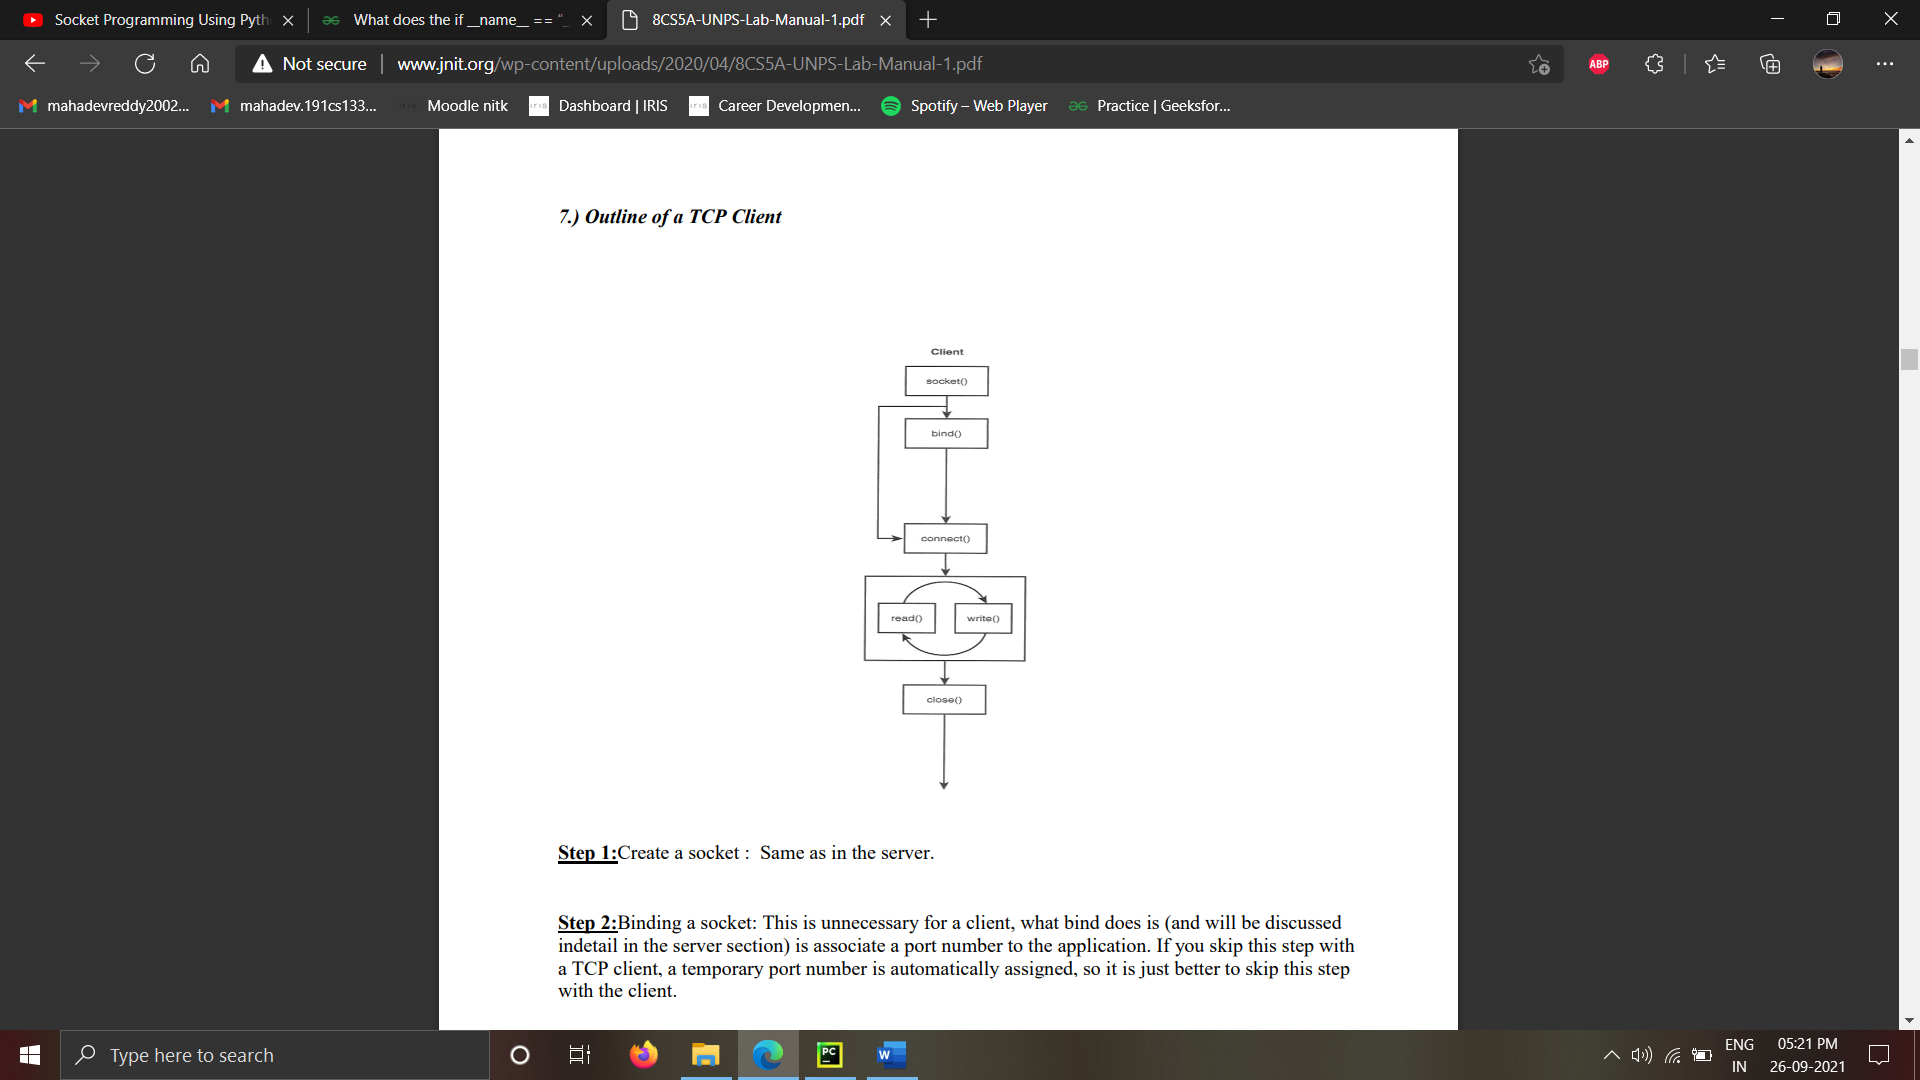 Socket Programming Using Pyth
What does the if __name__ == "_
8CS5A-UNPS-Lab-Manual-1.pdf
Not secure
www.jnit.org/wp-content/uploads/2020/04/8CS5A-UNPS-Lab-Manual-1.pdf
ABP
mahadevreddy2002...
mahadev.191cs133...
IRIS
Moodle nitk
IRIS
Dashboard | IRIS
IRIS
Career Developmen...
Spotify – Web Player
Practice | Geeksfor...
7.) Outline of a TCP Client
Client
socket()
bind()
connect()
read()
write()
close()
Step 1:Create a socket : Same as in the server.
Step 2:Binding a socket: This is unnecessary for a client, what bind does is (and will be discussed
indetail in the server section) is associate a port number to the application. If you skip this step with
a TCP client, a temporary port number is automatically assigned, so it is just better to skip this step
with the client.
Type here to search
PC
W
ENG
IN
05:21 PM
26-09-2021